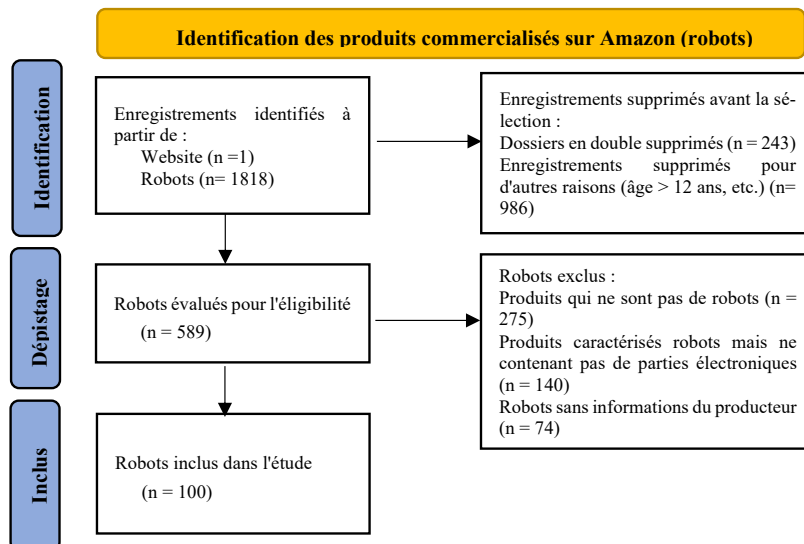 Identification des produits commercialisés sur Amazon (robots)
Identification
Enregistrements identifiés à
partir de :
Website (n =1)
Robots (n= 1818)
Enregistrements supprimés avant la sé-
lection :
Dossiers en double supprimés (n = 243)
Enregistrements supprimés pour
d'autres raisons (âge > 12 ans, etc.) (n=
986)
Dépistage
Robots évalués pour l'éligibilité
(n = 589)
Robots exclus :
Produits qui ne sont pas de robots (n =
275)
Produits caractérisés robots mais ne
contenant pas de parties électroniques
(n = 140)
Robots sans informations du producteur
(n = 74)
Inclus
Robots inclus dans l'étude
(n = 100)